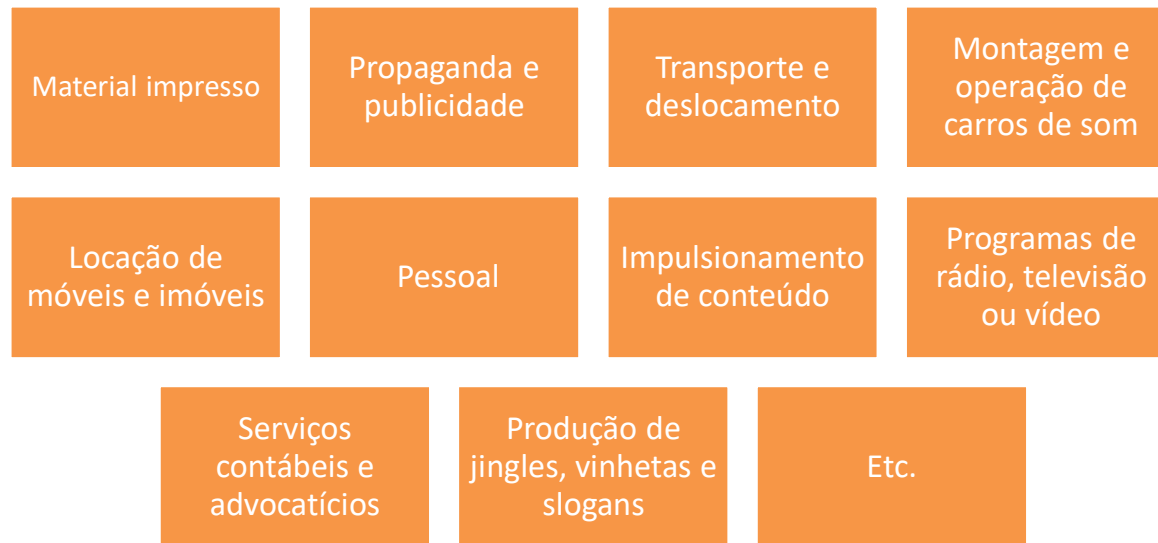 Material impresso
Propaganda e
publicidade
Transporte e
deslocamento
Montagem e
operação de
carros de som
Locação de
móveis e imóveis
Pessoal
Impulsionamento
de conteúdo
Programas de
rádio, televisão
ou vídeo
Serviços
contábeis e
advocatícios
Produção de
jingles, vinhetas e
slogans
Etc.